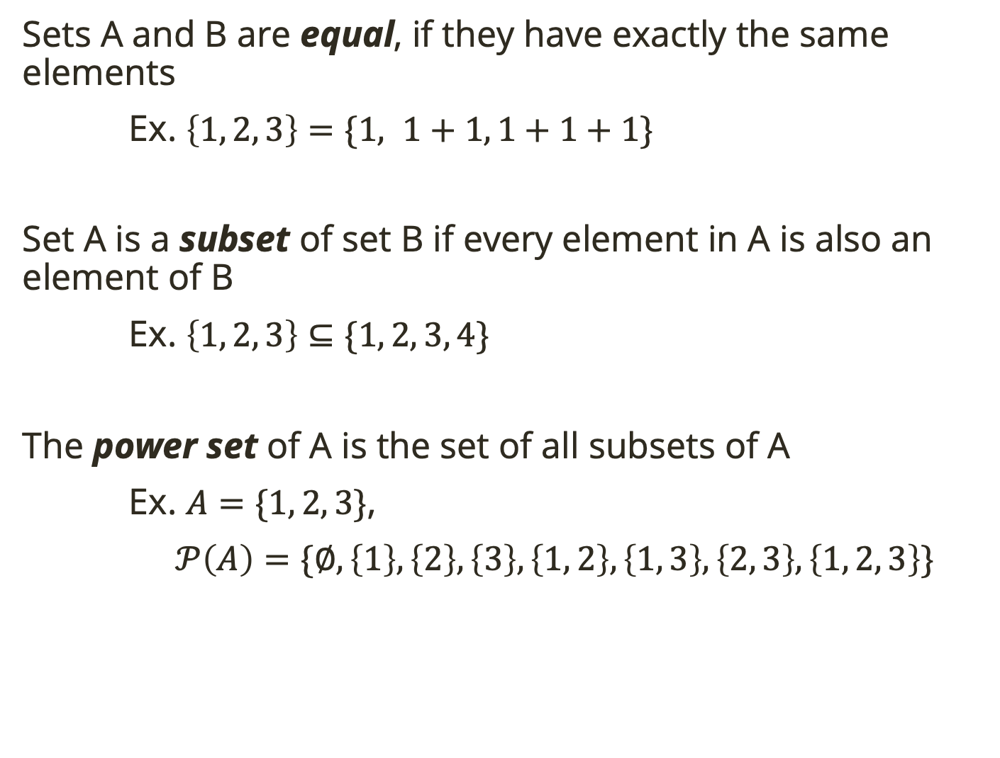 Sets A and B are equal, if they have exactly the same
elements
Ex. {1, 2, 3} = {1, 1 + 1, 1 + 1 + 1}
Set A is a subset of set B if every element in A is also an
element of B
Ex. {1, 2, 3} ⊆ {1, 2, 3, 4}
The power set of A is the set of all subsets of A
Ex. A = {1, 2, 3},
𝒫(A) = {∅, {1}, {2}, {3}, {1, 2}, {1, 3}, {2, 3}, {1, 2, 3}}